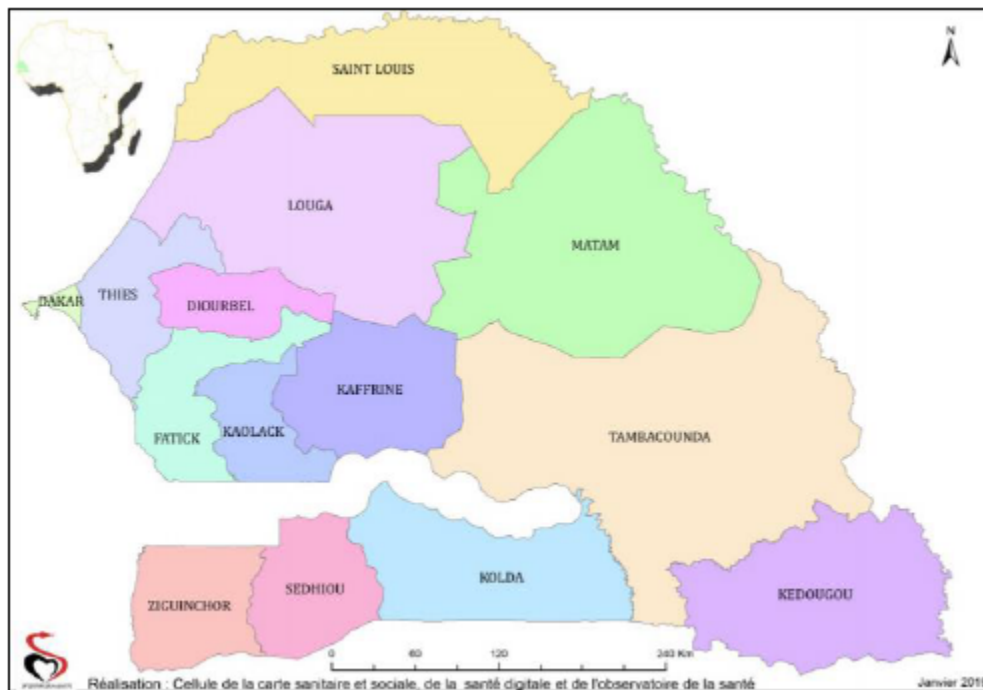 N
SAINT LOUIS
LOUGA
MATAM
DAKAR
THIES
DIOURBEL
KAFFRINE
FATICK
KAOLACK
TAMBACOUNDA
ZIGUINCHOR
SEDHIOU
KOLDA
KEDOUGOU
0 60 120 240 Km
Réalisation : Cellule de la carte sanitaire et sociale, de la santé digitale et de l'observatoire de la santé
Janvier 2019